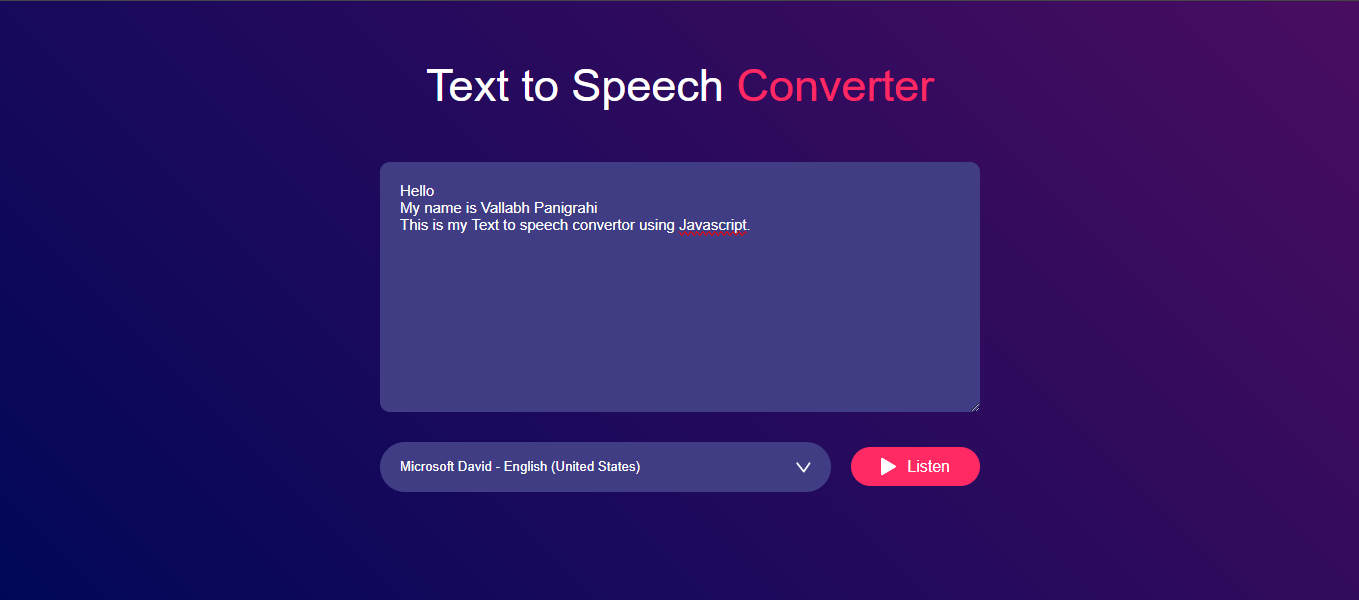 Text to Speech Converter
Hello
My name is Vallabh Panigrahi
This is my Text to speech convertor using Javascript.
Microsoft David - English (United States)
Listen